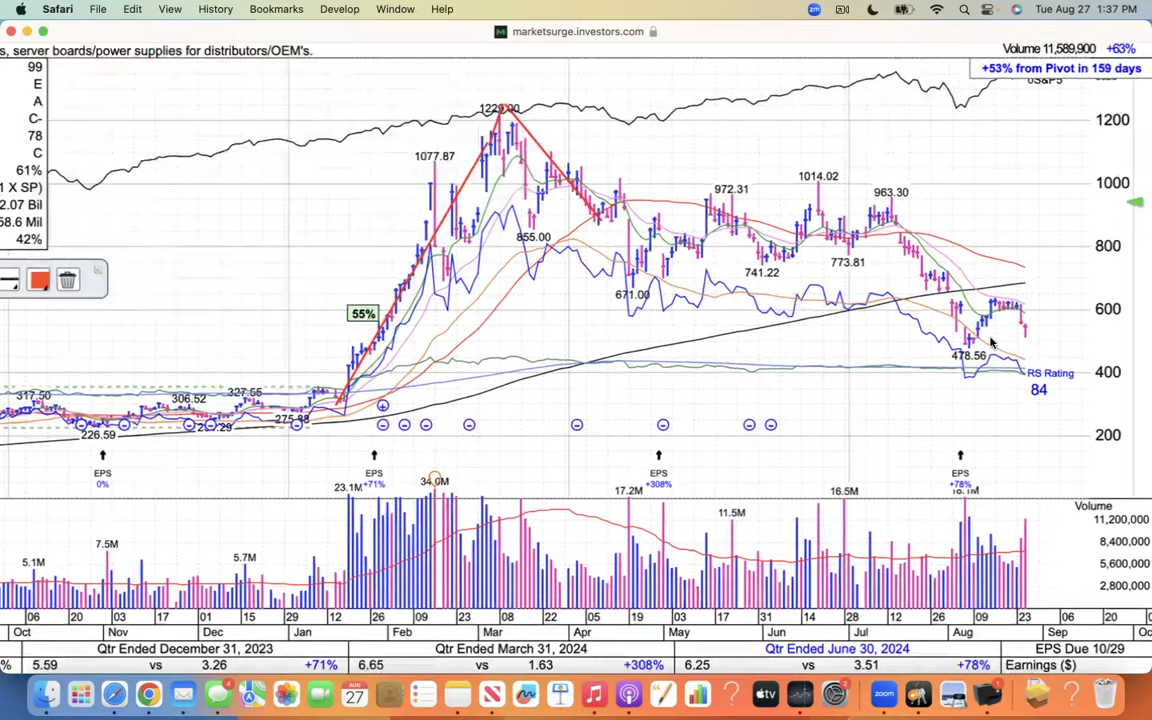 Safari File Edit View History Bookmarks Develop Window Help Tue Aug 27 1:37 PM
marketsurge.investors.com
s, server boards/power supplies for distributors/OEM's.
Volume 11,589,900 +63%
+53% from Pivot in 159 days
99
E
A
C-
78
C
61%
1 X SP)
2.07 Bil
58.6 Mil
42%
1200
1000
800
600
400
200
1229.00
1077.87
1014.02
972.31
963.30
855.00
741.22
773.81
671.00
55%
478.56
RS Rating
84
317.50
306.52
327.55
275.88
226.59
EPS
0%
EPS
+71%
EPS
+308%
EPS
+78%
23.1M
34.0M
17.2M
16.5M
11.5M
7.5M
5.7M
5.1M
Volume
11,200,000
8,400,000
5,600,000
2,800,000
06 20 03 17 01 15 29 12 26 09 23 08 22 05 19 03 17 31 14 28 12 26 09 23 06 20
Oct Nov Dec Jan Feb Mar Apr May Jun Jul Aug Sep
Qtr Ended December 31, 2023 Qtr Ended March 31, 2024 Qtr Ended June 30, 2024 EPS Due 10/29
% 5.59 vs 3.26 +71% 6.65 vs 1.63 +308% 6.25 vs 3.51 +78% Earnings ($)
AUG
27
zoom